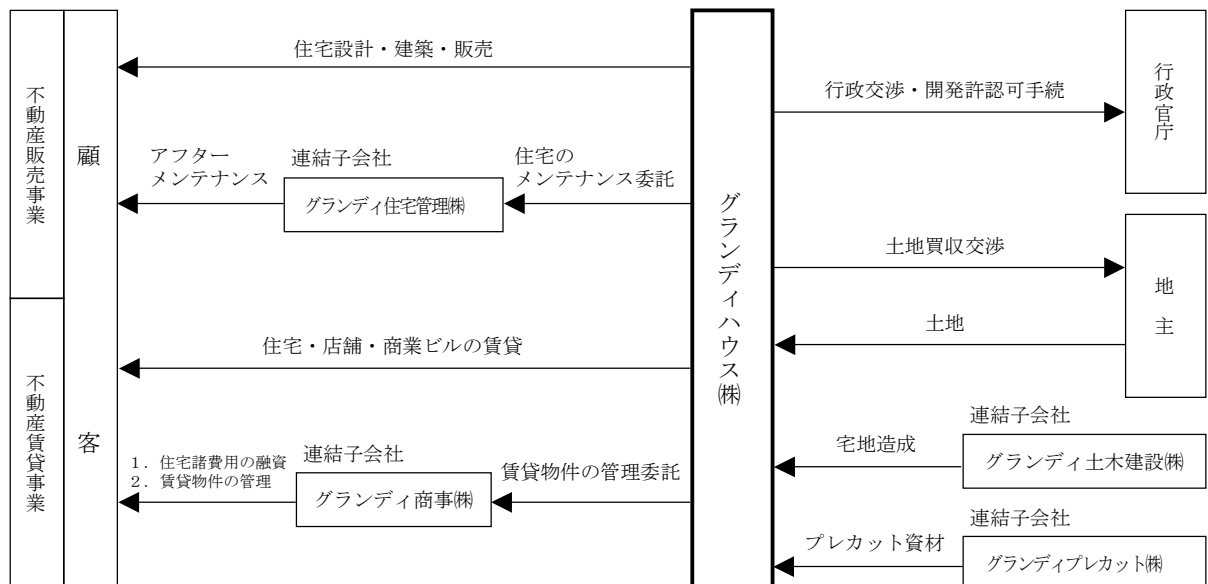 不動産販売事業
不動産賃貸事業
顧客
住宅設計・建築・販売
アフター
メンテナンス
連結子会社
グランディ住宅管理㈱
住宅の
メンテナンス委託
住宅・店舗・商業ビルの賃貸
1．住宅諸費用の融資
2．賃貸物件の管理
連結子会社
グランディ商事㈱
賃貸物件の管理委託
グランディハウス㈱
行政交渉・開発許認可手続
行政官庁
土地買収交渉
土地
地主
宅地造成
連結子会社
グランディ土木建設㈱
プレカット資材
連結子会社
グランディプレカット㈱